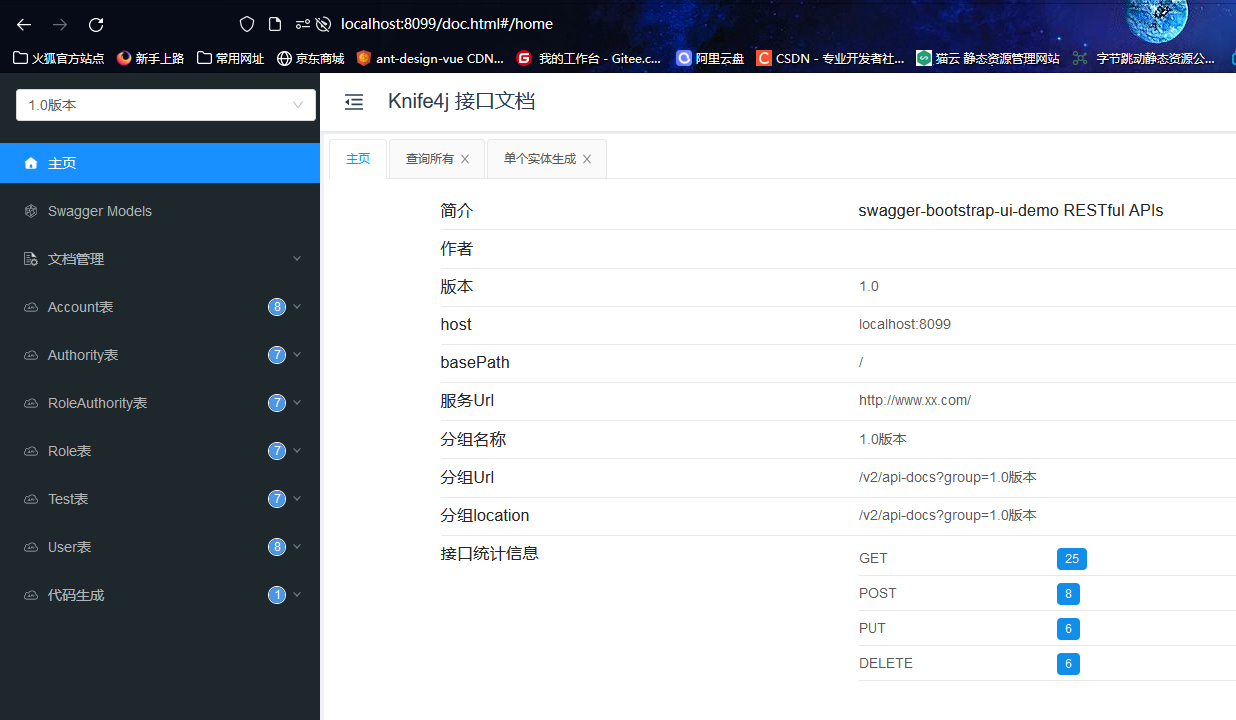 localhost:8099/doc.html#/home
火狐官方站点 新手上路 常用网址 京东商城 ant-design-vue CDN... 我的工作台 - Gitee.c... 阿里云盘 CSDN - 专业开发者社... 猫云 静态资源管理网站 字节跳动静态资源公...
1.0版本
Knife4j 接口文档
主页
Swagger Models
文档管理
Account表 8
Authority表 7
RoleAuthority表 7
Role表 7
Test表 7
User表 8
代码生成 1
主页 查询所有 单个实体生成
简介 swagger-bootstrap-ui-demo RESTful APIs
作者
版本 1.0
host localhost:8099
basePath /
服务Url http://www.xx.com/
分组名称 1.0版本
分组Url /v2/api-docs?group=1.0版本
分组location /v2/api-docs?group=1.0版本
接口统计信息
GET 25
POST 8
PUT 6
DELETE 6